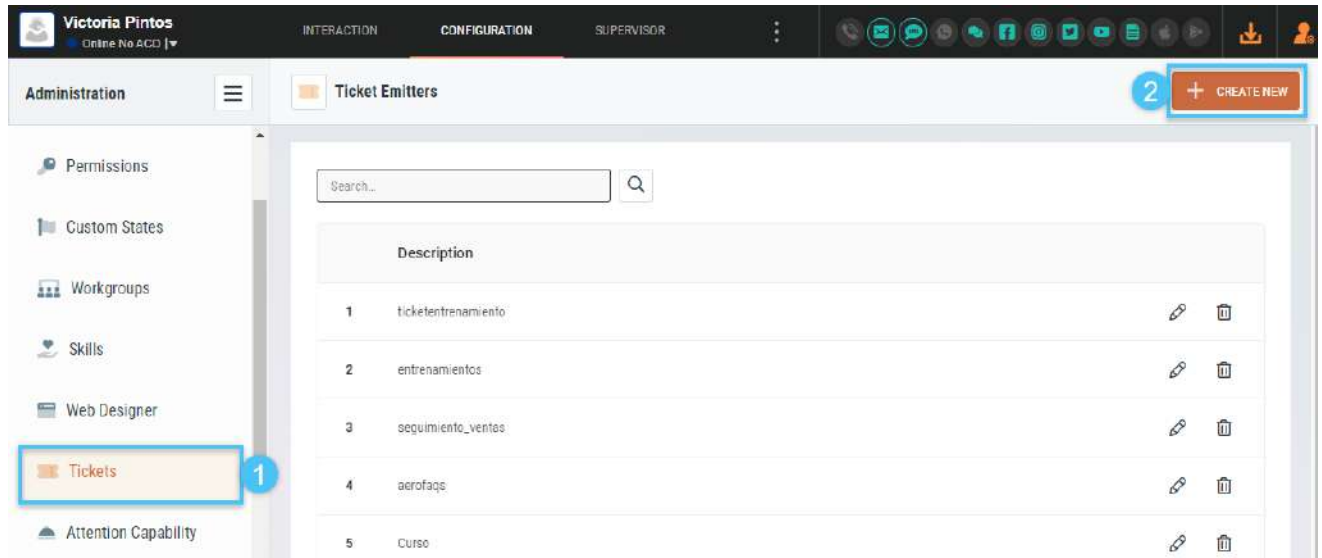 Victoria Pintos
Online No ACD
INTERACTION
CONFIGURATION
SUPERVISOR
Administration
Ticket Emitters
2
+ CREATE NEW
Permissions
Custom States
Workgroups
Skills
Web Designer
Tickets
1
Attention Capability
Search...
Description
1 ticketentrenamiento
2 entrenamientos
3 seguimiento_ventas
4 aerofaqs
5 Curso